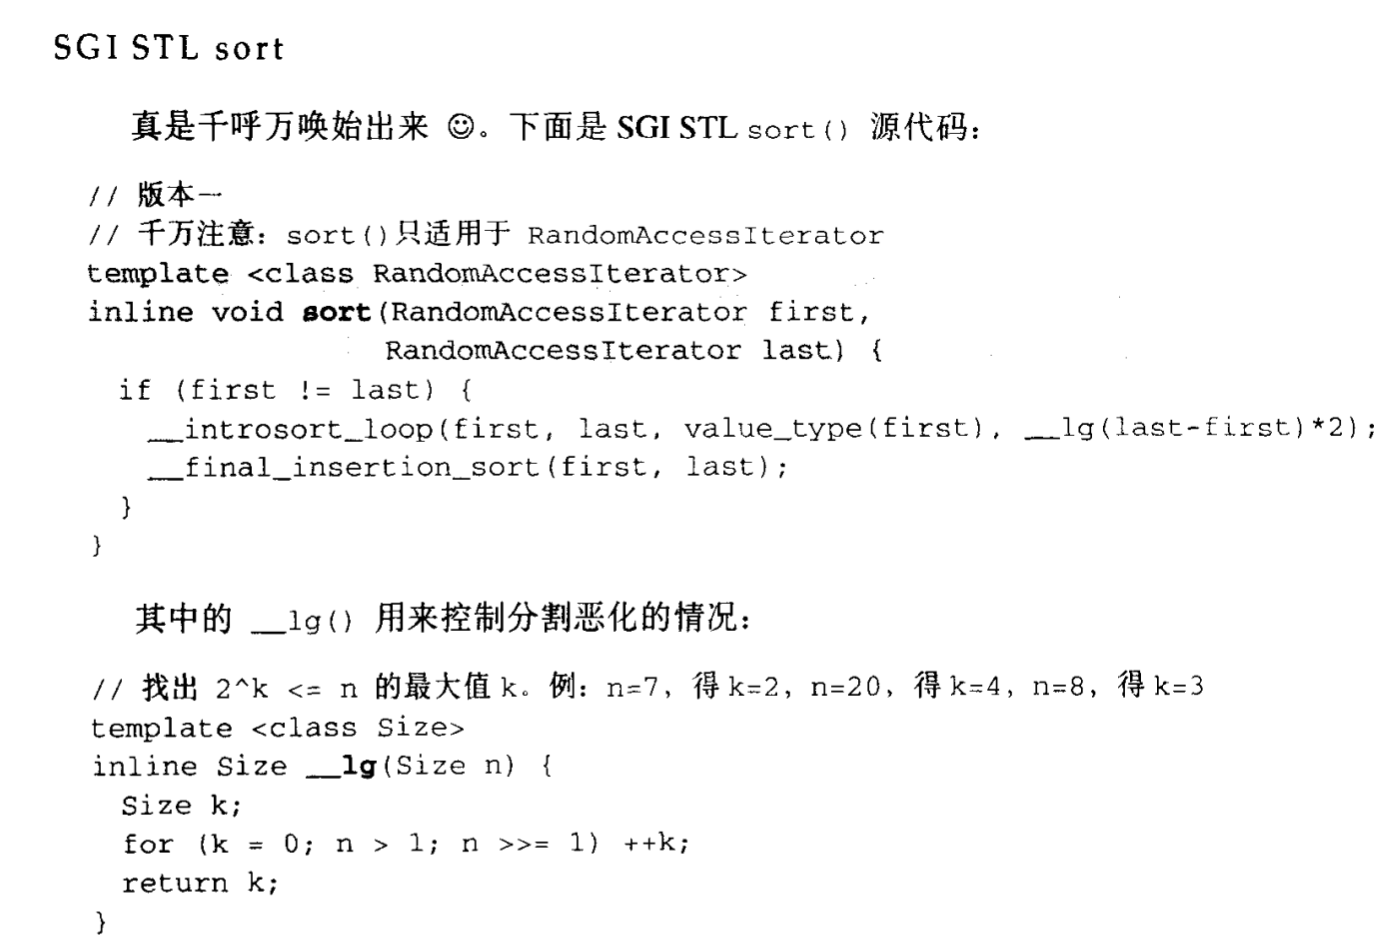 SGI STL sort
真是千呼万唤始出来 ☺。下面是 SGI STL sort() 源代码：
// 版本一
// 千万注意：sort()只适用于 RandomAccessIterator
template <class RandomAccessIterator>
inline void sort(RandomAccessIterator first,
RandomAccessIterator last) {
if (first != last) {
__introsort_loop(first, last, value_type(first), __lg(last-first)*2);
__final_insertion_sort(first, last);
}
}
其中的 __lg() 用来控制分割恶化的情况：
// 找出 2^k <= n 的最大值 k。例：n=7, 得 k=2, n=20, 得 k=4, n=8, 得 k=3
template <class Size>
inline Size __lg(Size n) {
Size k;
for (k = 0; n > 1; n >>= 1) ++k;
return k;
}